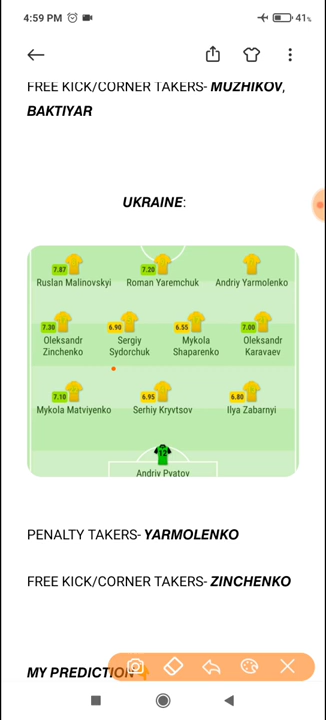 4:59 PM 41%
FREE KICK/CORNER TAKERS- MUZHIKOV,
BAKTIYAR
UKRAINE:
7.87 7.20
Ruslan Malinovskyi Roman Yaremchuk Andriy Yarmolenko
7.30 6.90 6.55 7.00
Oleksandr Sergiy Mykola Oleksandr
Zinchenko Sydorchuk Shaparenko Karavaev
7.10 6.95 6.80
Mykola Matviyenko Serhiy Kryvtsov Ilya Zabarnyi
12
Andriy Pyatov
PENALTY TAKERS- YARMOLENKO
FREE KICK/CORNER TAKERS- ZINCHENKO
MY PREDICTION